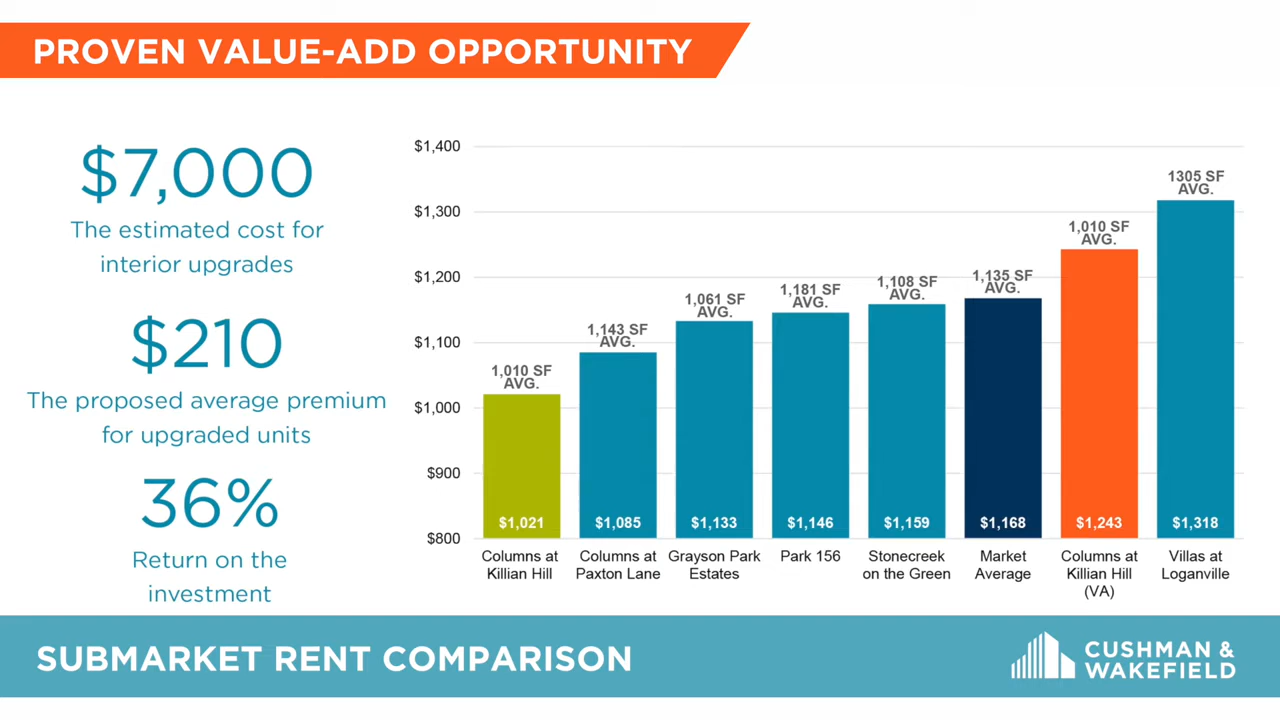 PROVEN VALUE-ADD OPPORTUNITY
$7,000
The estimated cost for
interior upgrades
$210
The proposed average premium
for upgraded units
36%
Return on the
investment
$1,400
$1,300
$1,200
$1,100
$1,000
$900
$800
1,010 SF
AVG.
$1,021
Columns at
Killian Hill
1,143 SF
AVG.
$1,085
Columns at
Paxton Lane
1,061 SF
AVG.
$1,133
Grayson Park
Estates
1,181 SF
AVG.
$1,146
Park 156
1,108 SF
AVG.
$1,159
Stonecreek
on the Green
1,135 SF
AVG.
$1,168
Market
Average
1,010 SF
AVG.
$1,243
Columns at
Killian Hill
(VA)
1305 SF
AVG.
$1,318
Villas at
Loganville
SUBMARKET RENT COMPARISON
CUSHMAN &
WAKEFIELD